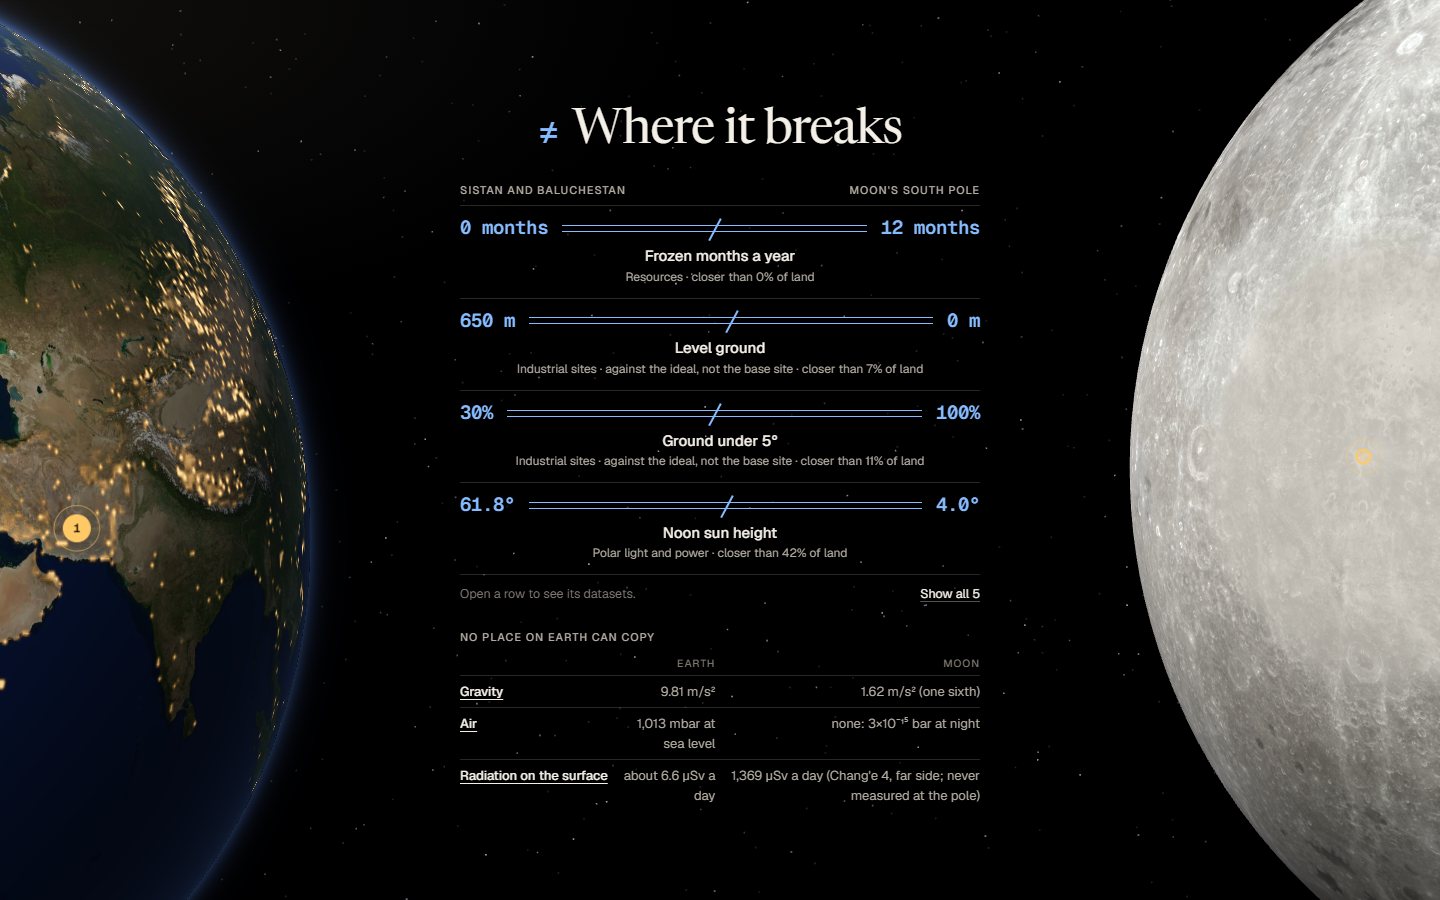 ≠ Where it breaks
SISTAN AND BALUCHESTAN MOON'S SOUTH POLE
0 months 12 months
Frozen months a year
Resources · closer than 0% of land
650 m 0 m
Level ground
Industrial sites · against the ideal, not the base site · closer than 7% of land
30% 100%
Ground under 5°
Industrial sites · against the ideal, not the base site · closer than 11% of land
61.8° 4.0°
Noon sun height
Polar light and power · closer than 42% of land
Open a row to see its datasets. Show all 5
NO PLACE ON EARTH CAN COPY
EARTH MOON
Gravity 9.81 m/s² 1.62 m/s² (one sixth)
Air 1,013 mbar at none: 3×10⁻¹⁵ bar at night
sea level
Radiation on the surface about 6.6 µSv a 1,369 µSv a day (Chang'e 4, far side; never
day measured at the pole)
1